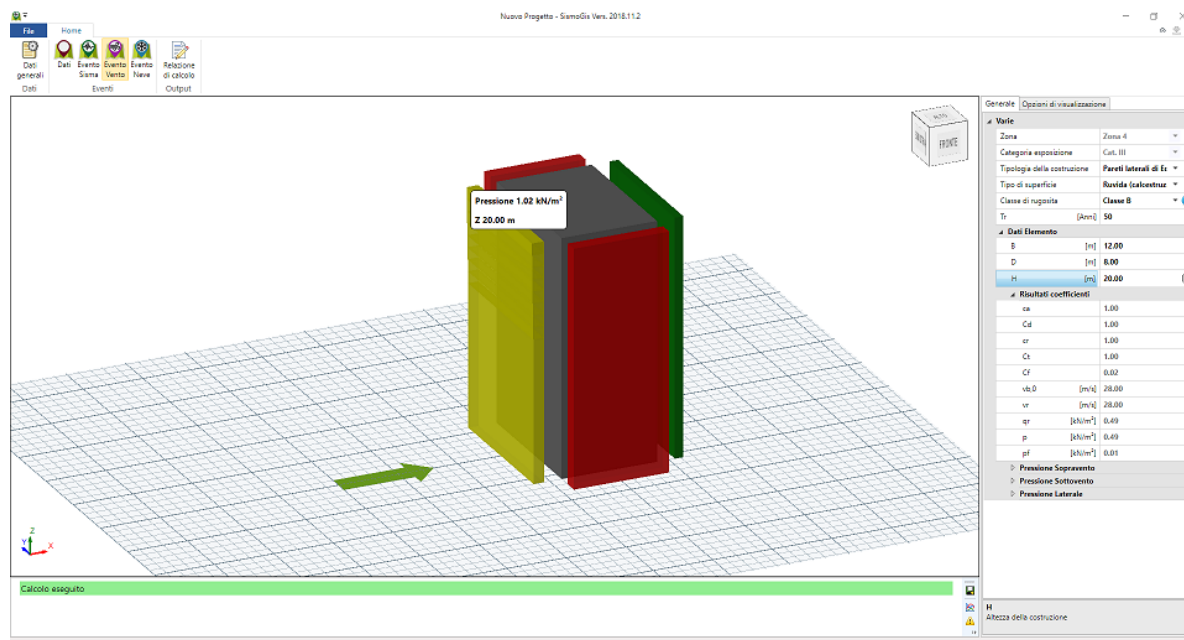 Nuovo Progetto - SismoGis Vers. 2018.11.2
File Home
Dati generali
Dati
Evento Sisma
Evento Vento
Evento Neve
Relazione di calcolo
Dati Eventi Output
Pressione 1.02 kN/m²
Z 20.00 m
ALTO
FRONTE
Z
Y
X
Generale Opzioni di visualizzazione
Varie
Zona Zona 4
Categoria esposizione Cat. III
Tipologia della costruzione Pareti laterali di E
Tipo di superficie Ruvida (calcestruz
Classe di rugosita Classe B
Tr [Anni] 50
Dati Elemento
B [m] 12.00
D [m] 8.00
H [m] 20.00
Risultati coefficienti
ca 1.00
Cd 1.00
cr 1.00
Ct 1.00
Cf 0.02
vb,0 [m/s] 28.00
vr [m/s] 28.00
qr [kN/m²] 0.49
p [kN/m²] 0.49
pf [kN/m²] 0.01
Pressione Sopravento
Pressione Sottovento
Pressione Laterale
Calcolo eseguito
H
Altezza della costruzione